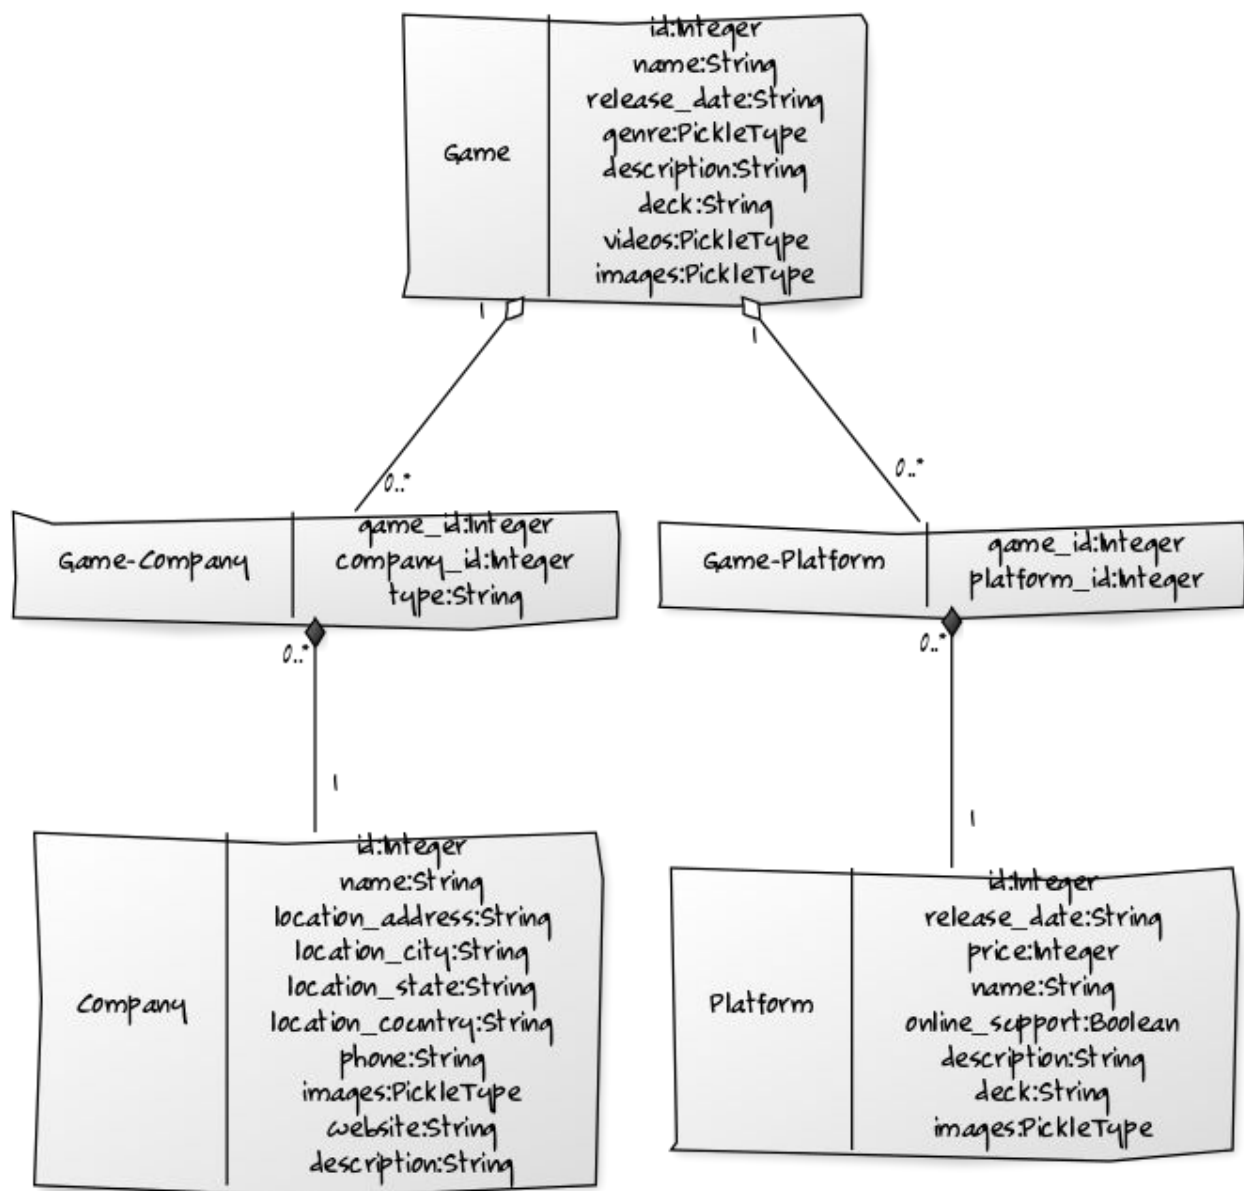 Game
id:Integer
name:String
release_date:String
genre:PickleType
description:String
deck:String
videos:PickleType
images:PickleType
1
1
0..*
0..*
Game-Company
game_id:Integer
company_id:Integer
type:String
Game-Platform
game_id:Integer
platform_id:Integer
0..*
0..*
1
1
Company
id:Integer
name:String
location_address:String
location_city:String
location_state:String
location_country:String
phone:String
images:PickleType
website:String
description:String
Platform
id:Integer
release_date:String
price:Integer
name:String
online_support:Boolean
description:String
deck:String
images:PickleType